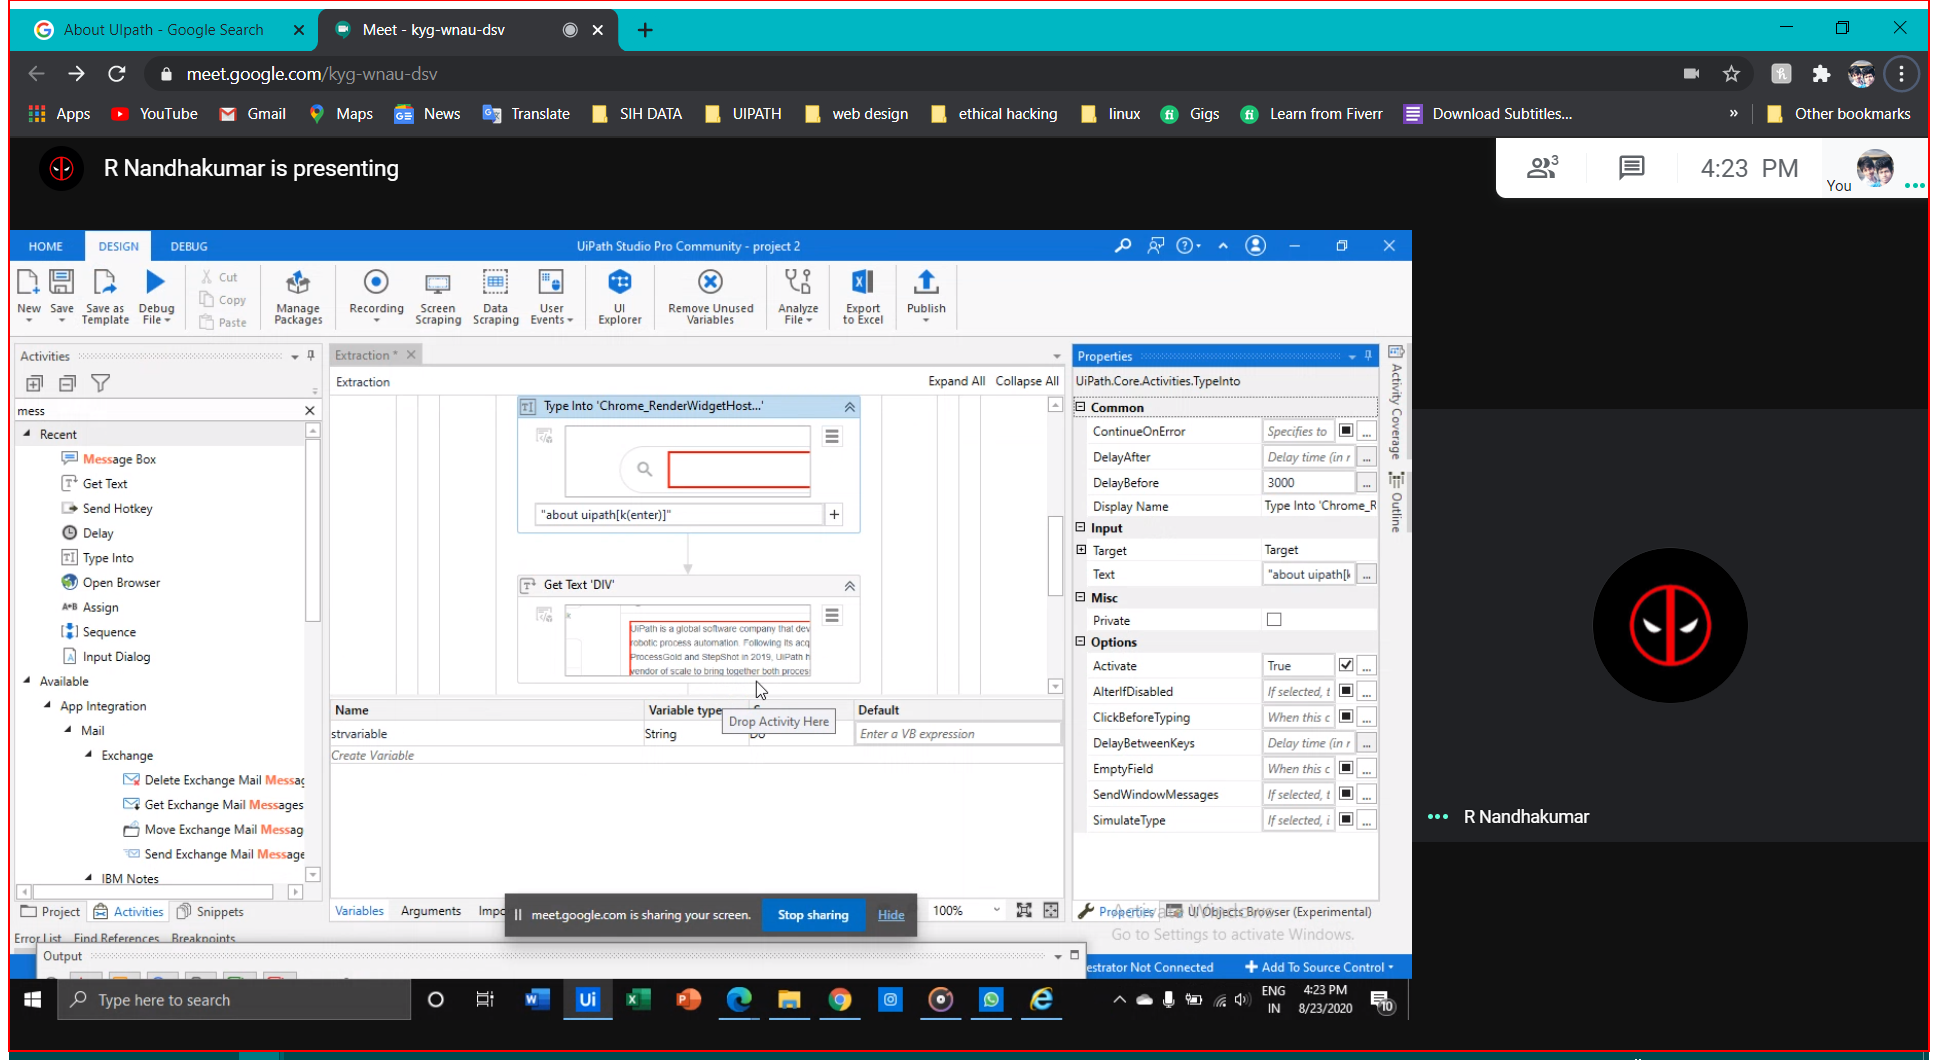 About UIpath - Google Search
Meet - kyg-wnau-dsv
meet.google.com/kyg-wnau-dsv
Apps
YouTube
Gmail
Maps
News
Translate
SIH DATA
UIPATH
web design
ethical hacking
linux
Gigs
Learn from Fiverr
Download Subtitles...
»
Other bookmarks
R Nandhakumar is presenting
3
4:23 PM
You
HOME
DESIGN
DEBUG
UiPath Studio Pro Community - project 2
New
Save
Save as Template
Debug File
Cut
Copy
Paste
Manage Packages
Recording
Screen Scraping
Data Scraping
User Events
UI Explorer
Remove Unused Variables
Analyze File
Export to Excel
Publish
Activities
mess
Recent
Message Box
Get Text
Send Hotkey
Delay
Type Into
Open Browser
Assign
Sequence
Input Dialog
Available
App Integration
Mail
Exchange
Delete Exchange Mail Messag
Get Exchange Mail Messages
Move Exchange Mail Messag
Send Exchange Mail Message
IBM Notes
Project
Activities
Snippets
Error List
Find References
Breakpoints
Output
Extraction *
Extraction
Expand All
Collapse All
Type Into 'Chrome_RenderWidgetHost...'
"about uipath[k(enter)]"
Get Text 'DIV'
UiPath is a global software company that dev
robotic process automation. Following its acq
ProcessGold and StepShot in 2019, UiPath h
vendor of scale to bring together both proces
Name
Variable type
Default
Drop Activity Here
strvariable
String
Enter a VB expression
Create Variable
Variables
Arguments
Impo
meet.google.com is sharing your screen.
Stop sharing
Hide
100%
Properties
UiPath.Core.Activities.TypeInto
Common
ContinueOnError
Specifies to
DelayAfter
Delay time (in r
DelayBefore
3000
Display Name
Type Into 'Chrome_R
Input
Target
Target
Text
"about uipath[k
Misc
Private
Options
Activate
True
AlterIfDisabled
If selected, t
ClickBeforeTyping
When this c
DelayBetweenKeys
Delay time (in r
EmptyField
When this c
SendWindowMessages
If selected, t
SimulateType
If selected, i
Activity Coverage
Outline
Properties
UI Objects Browser (Experimental)
Activate Windows
Go to Settings to activate Windows.
estrator Not Connected
Add To Source Control
R Nandhakumar
Type here to search
ENG
IN
4:23 PM
8/23/2020
10